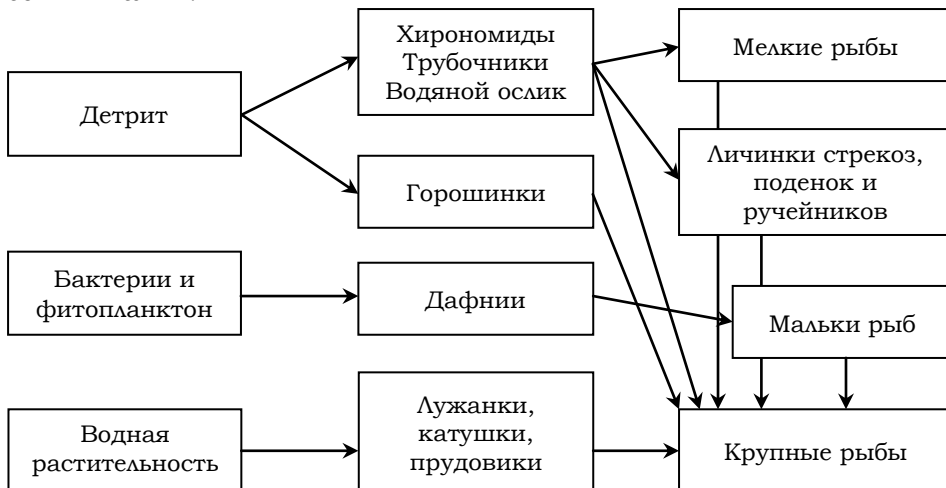 Хирономиды
Трубочники
Водяной ослик
Мелкие рыбы
Детрит
Личинки стрекоз,
поденок и
ручейников
Горошинки
Бактерии и
фитопланктон
Дафнии
Мальки рыб
Водная
растительность
Лужанки,
катушки,
прудовики
Крупные рыбы